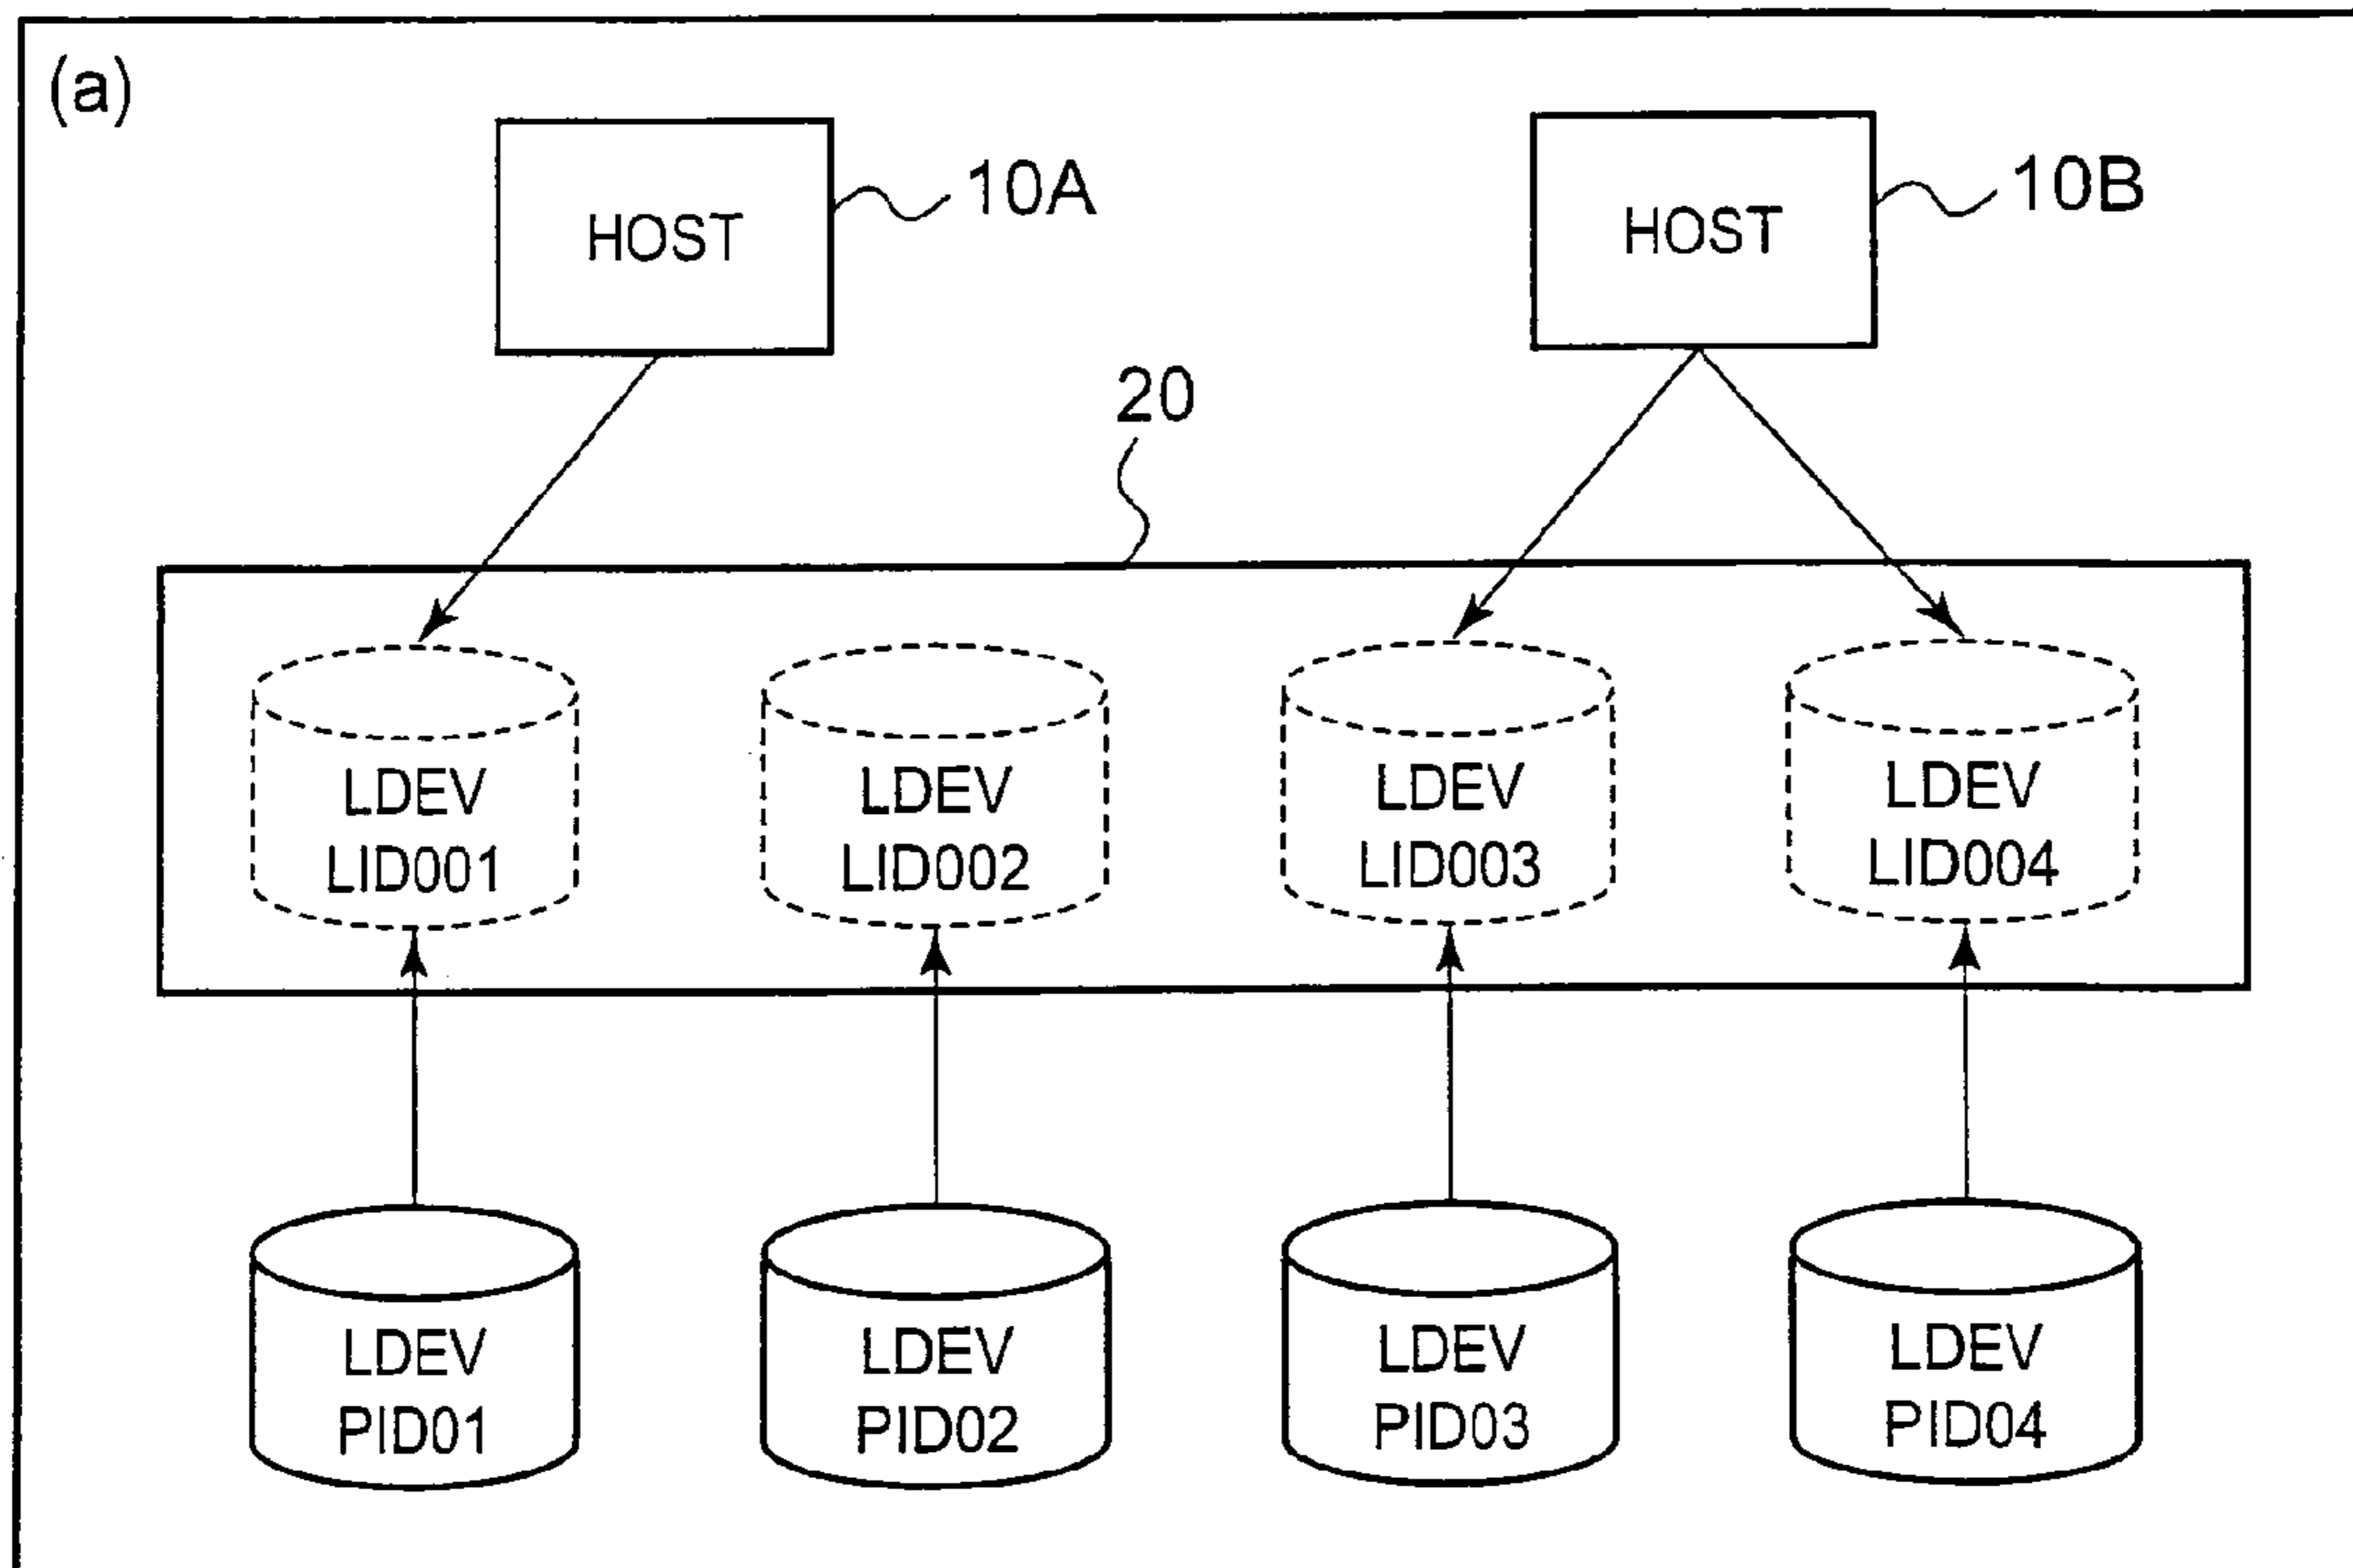 (a)
HOST
10A
HOST
10B
20
LDEV
LID001
LDEV
LID002
LDEV
LID003
LDEV
LID004
LDEV
PID01
LDEV
PID02
LDEV
PID03
LDEV
PID04